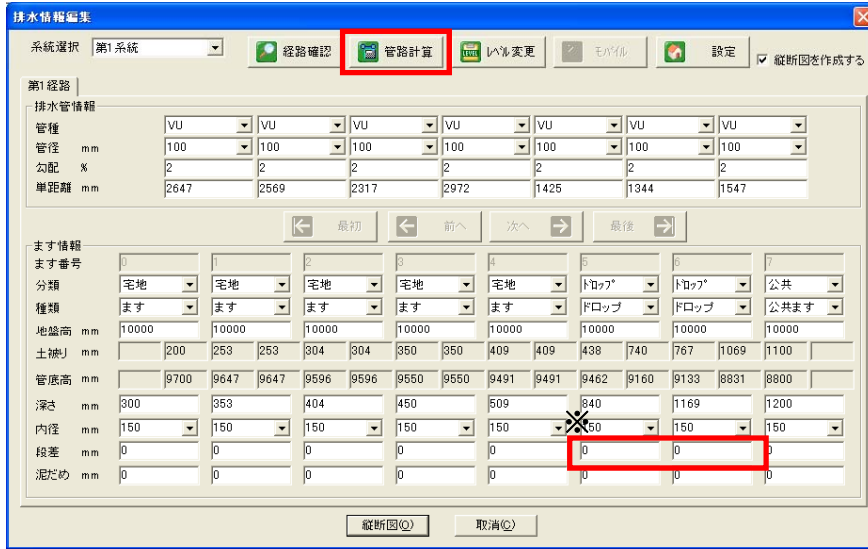 排水情報編集
系統選択 第1系統 経路確認 管路計算 LEVEL レベル変更 モバイル 設定 縦断図を作成する
第1経路
排水管情報
管種 VU VU VU VU VU VU VU
管径 mm 100 100 100 100 100 100 100
勾配 % 2 2 2 2 2 2 2
単距離 mm 2647 2569 2317 2972 1425 1344 1547
最初 前へ 次へ 最後
ます情報
ます番号 0 1 2 3 4 5 6 7
分類 宅地 宅地 宅地 宅地 宅地 ドロップ ドロップ 公共
種類 ます ます ます ます ます ドロップ ドロップ 公共ます
地盤高 mm 10000 10000 10000 10000 10000 10000 10000 10000
土被り mm 200 253 253 304 304 350 350 409 409 438 740 767 1069 1100
管底高 mm 9700 9647 9647 9596 9596 9550 9550 9491 9491 9462 9160 9133 8831 8800
深さ mm 300 353 404 450 509 840 1169 1200
内径 mm 150 150 150 150 150 ※50 150 150
段差 mm 0 0 0 0 0 0 0 0
泥だめ mm 0 0 0 0 0 0 0 0
縦断図(O) 取消(C)